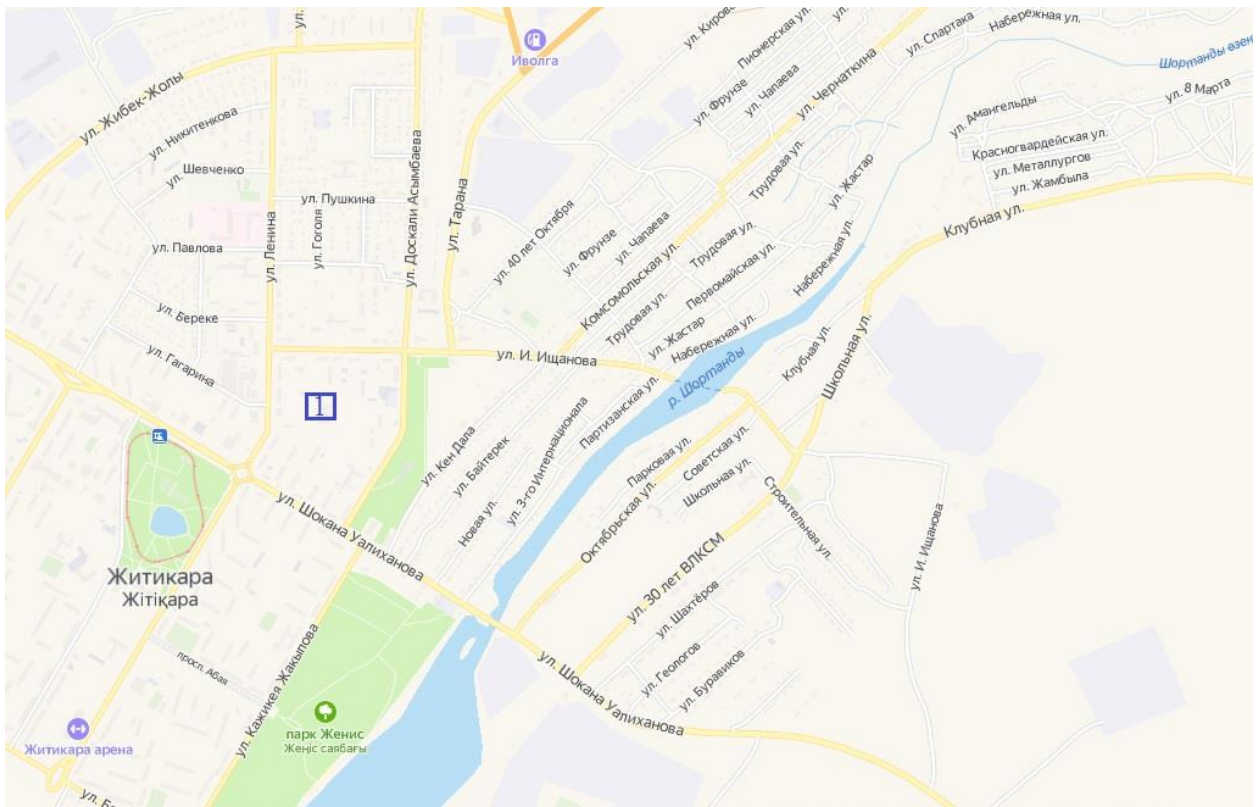 ул. Кирово
Пионерская ул.
ул. Спартака
Набережная ул.
Иволга
Шортанды өзен
ул. Чапаева
ул. Фрунзе
ул. Чернаткина
ул. Жибек-Жолы
ул. 8 Марта
ул. Амангельды
Красногвардейская ул.
ул. Никитенкова
ул. Металлургов
ул. Жамбыла
ул. Шевченко
ул. Доскали Асымбаева
Трудовая ул.
ул. Жастар
ул. Пушкина
ул. Гоголя
ул. Тарана
ул. 40 лет Октября
ул. Фрунзе
ул. Чапаева
Клубная ул.
ул. Павлова
ул. Ленина
Трудовая ул.
Набережная ул.
Комсомольская ул.
Первомайская ул.
ул. Береке
Трудовая ул.
ул. Жастар
Набережная ул.
ул. И. Ищанова
Клубная ул.
Школьная ул.
ул. Гагарина
р. Шортанды
1
Партизанская ул.
ул. Кен Дала
ул. Байтерек
ул. 3-го Интернационала
Новая ул.
Парковая ул.
Советская ул.
Школьная ул.
Октябрьская ул.
Строительная ул.
ул. Шокана Уалиханова
ул. И. Ищанова
Житикара
Жітіқара
ул. 30 лет ВЛКСМ
ул. Шахтёров
ул. Геологов
ул. Буравиков
ул. Шокана Уалиханова
просп. Абая
ул. Кажикея Жакыпова
парк Женис
Жеңіс саябағы
Житикара арена